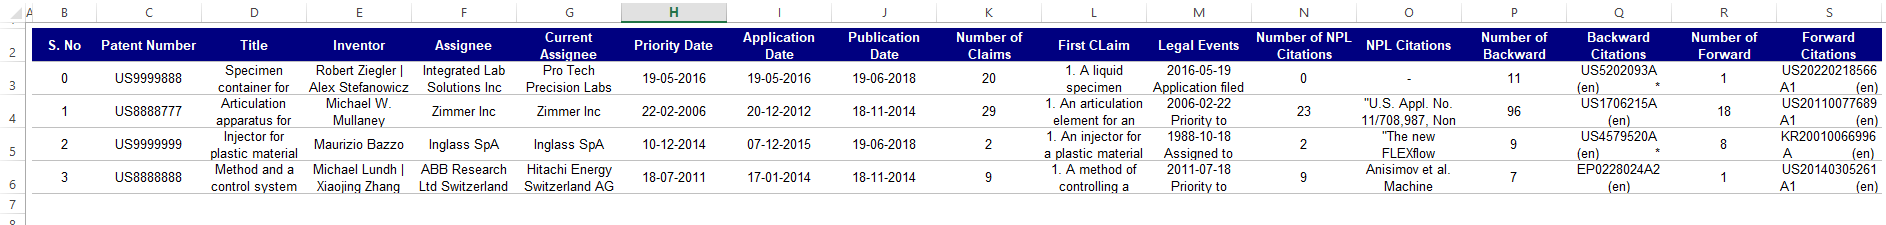 A B C D E F G H I J K L M N O P Q R S
2 S. No Patent Number Title Inventor Assignee Current Assignee Priority Date Application Date Publication Date Number of Claims First CLaim Legal Events Number of NPL Citations NPL Citations Number of Backward Backward Citations Number of Forward Forward Citations
3 0 US9999888 Specimen container for Robert Ziegler | Alex Stefanowicz Integrated Lab Solutions Inc Pro Tech Precision Labs 19-05-2016 19-05-2016 19-06-2018 20 1. A liquid specimen 2016-05-19 Application filed 0 - 11 US5202093A (en) * 1 US20220218566 A1 (en)
4 1 US8888777 Articulation apparatus for Michael W. Mullaney Zimmer Inc Zimmer Inc 22-02-2006 20-12-2012 18-11-2014 29 1. An articulation element for an 2006-02-22 Priority to 23 "U.S. Appl. No. 11/708,987, Non 96 US1706215A (en) 18 US20110077689 A1 (en)
5 2 US9999999 Injector for plastic material Maurizio Bazzo Inglass SpA Inglass SpA 10-12-2014 07-12-2015 19-06-2018 2 1. An injector for a plastic material 1988-10-18 Assigned to 2 "The new FLEXflow 9 US4579520A (en) * 8 KR20010066996 A (en)
6 3 US8888888 Method and a control system Michael Lundh | Xiaojing Zhang ABB Research Ltd Switzerland Hitachi Energy Switzerland AG 18-07-2011 17-01-2014 18-11-2014 9 1. A method of controlling a 2011-07-18 Priority to 9 Anisimov et al. Machine 7 EP0228024A2 (en) 1 US20140305261 A1 (en)
7